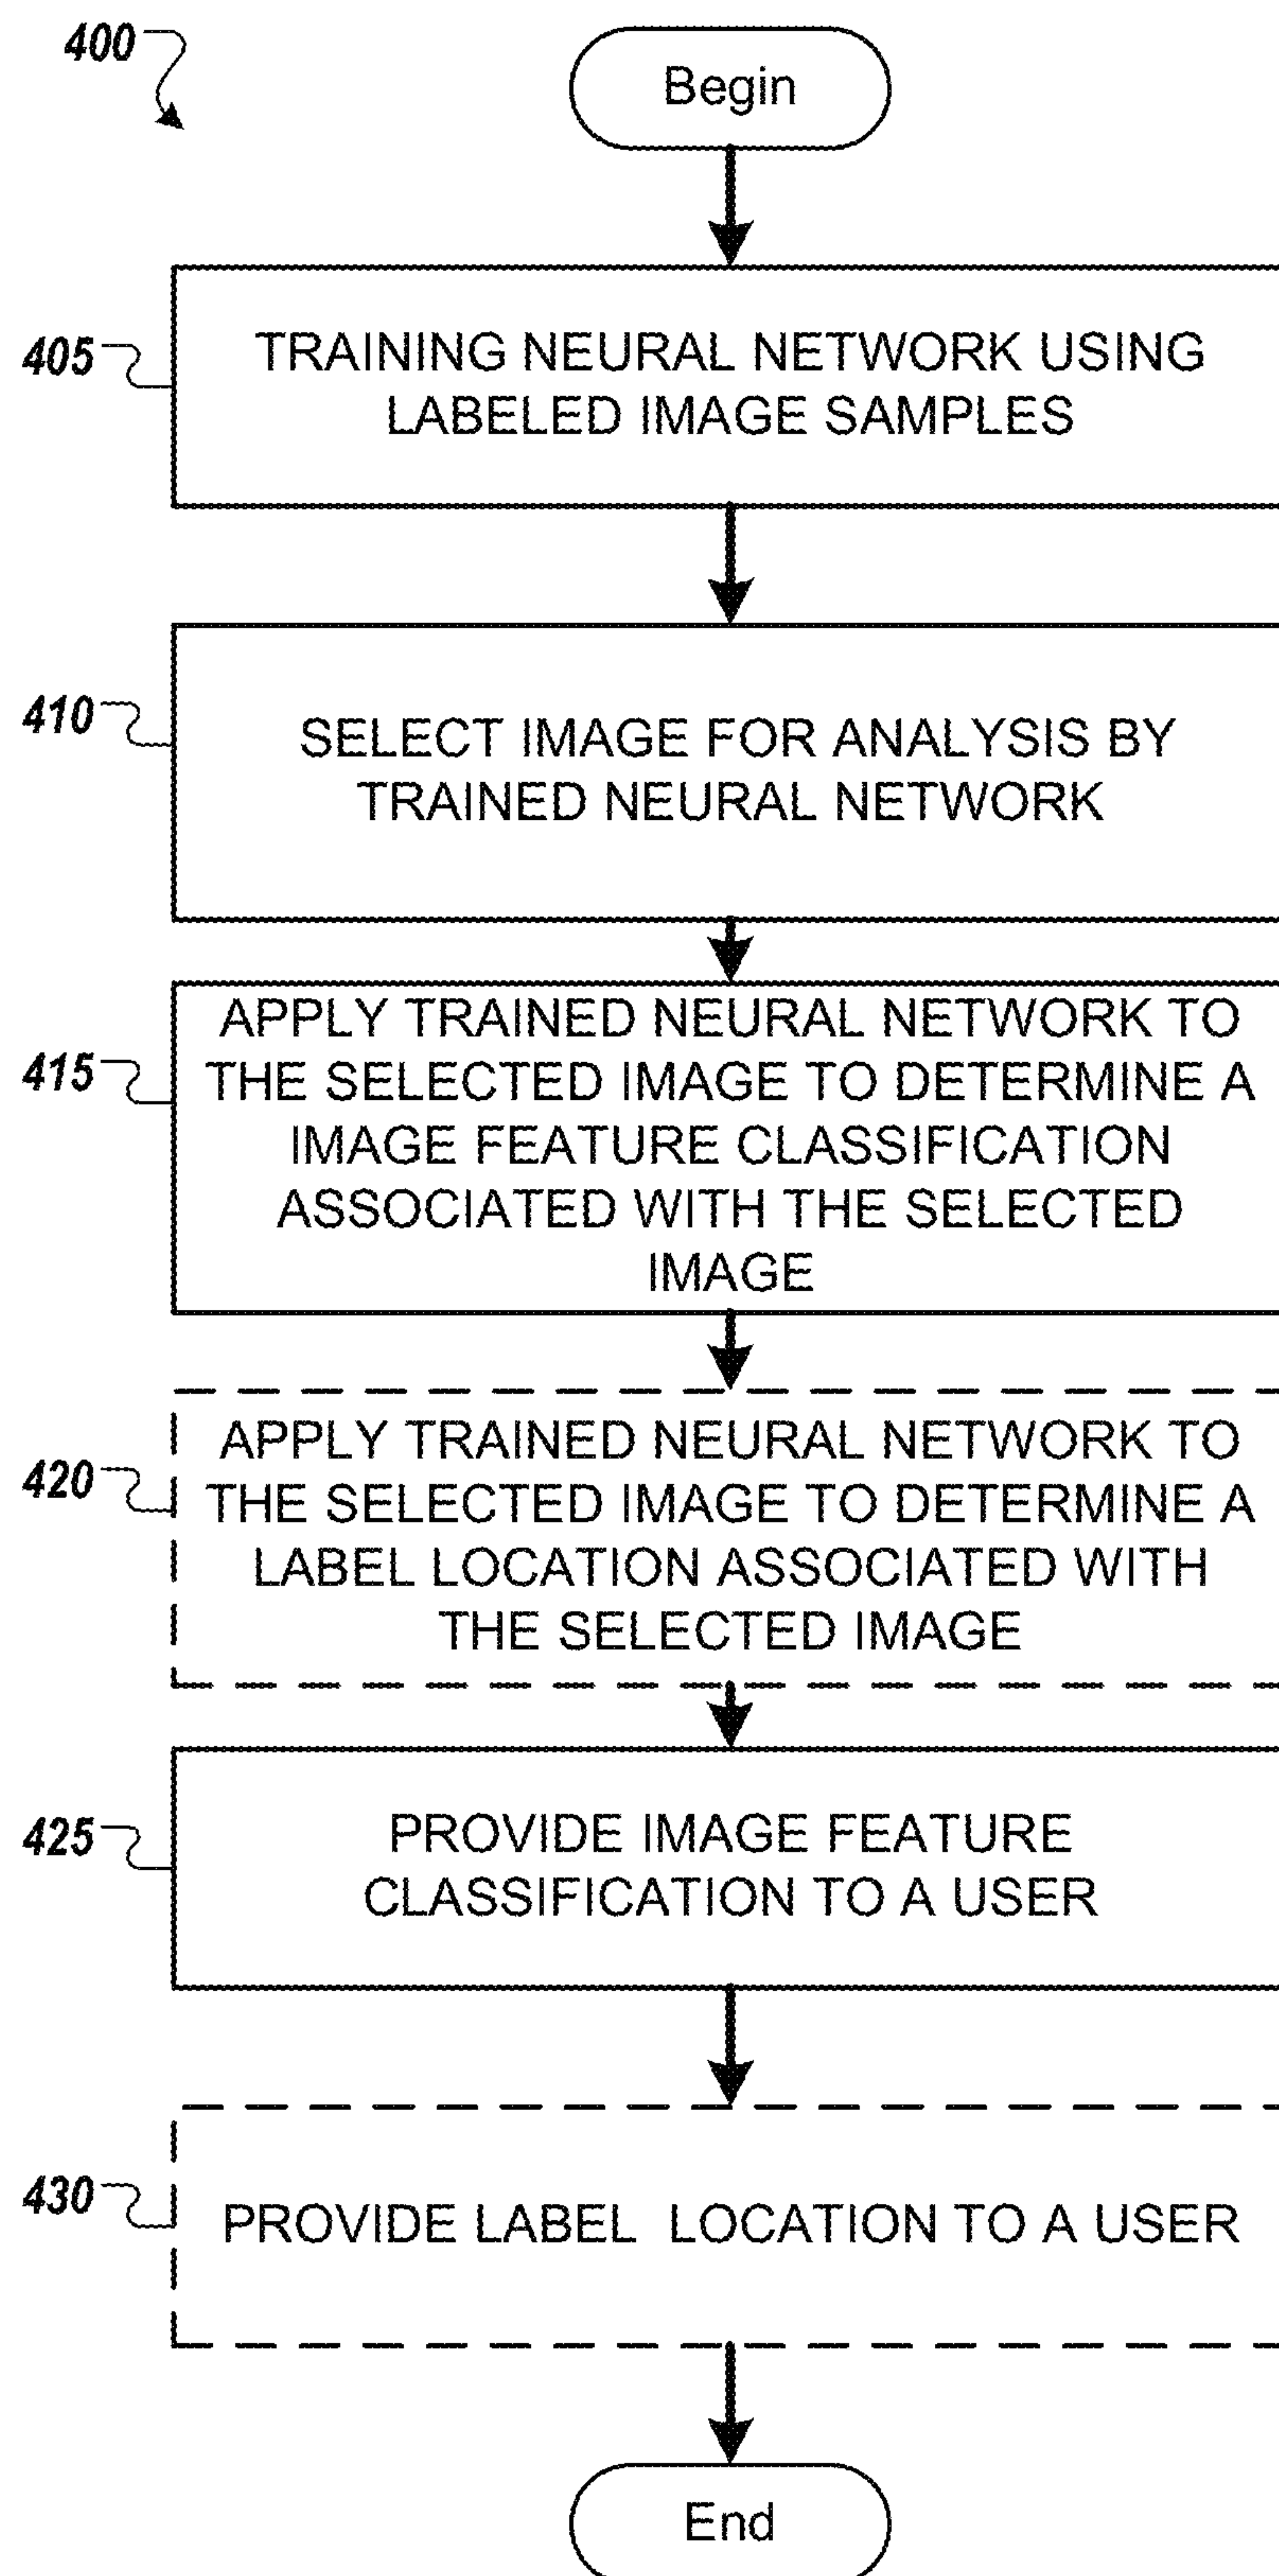 400
Begin
405
TRAINING NEURAL NETWORK USING
LABELED IMAGE SAMPLES
410
SELECT IMAGE FOR ANALYSIS BY
TRAINED NEURAL NETWORK
415
APPLY TRAINED NEURAL NETWORK TO
THE SELECTED IMAGE TO DETERMINE A
IMAGE FEATURE CLASSIFICATION
ASSOCIATED WITH THE SELECTED
IMAGE
420
APPLY TRAINED NEURAL NETWORK TO
THE SELECTED IMAGE TO DETERMINE A
LABEL LOCATION ASSOCIATED WITH
THE SELECTED IMAGE
425
PROVIDE IMAGE FEATURE
CLASSIFICATION TO A USER
430
PROVIDE LABEL LOCATION TO A USER
End